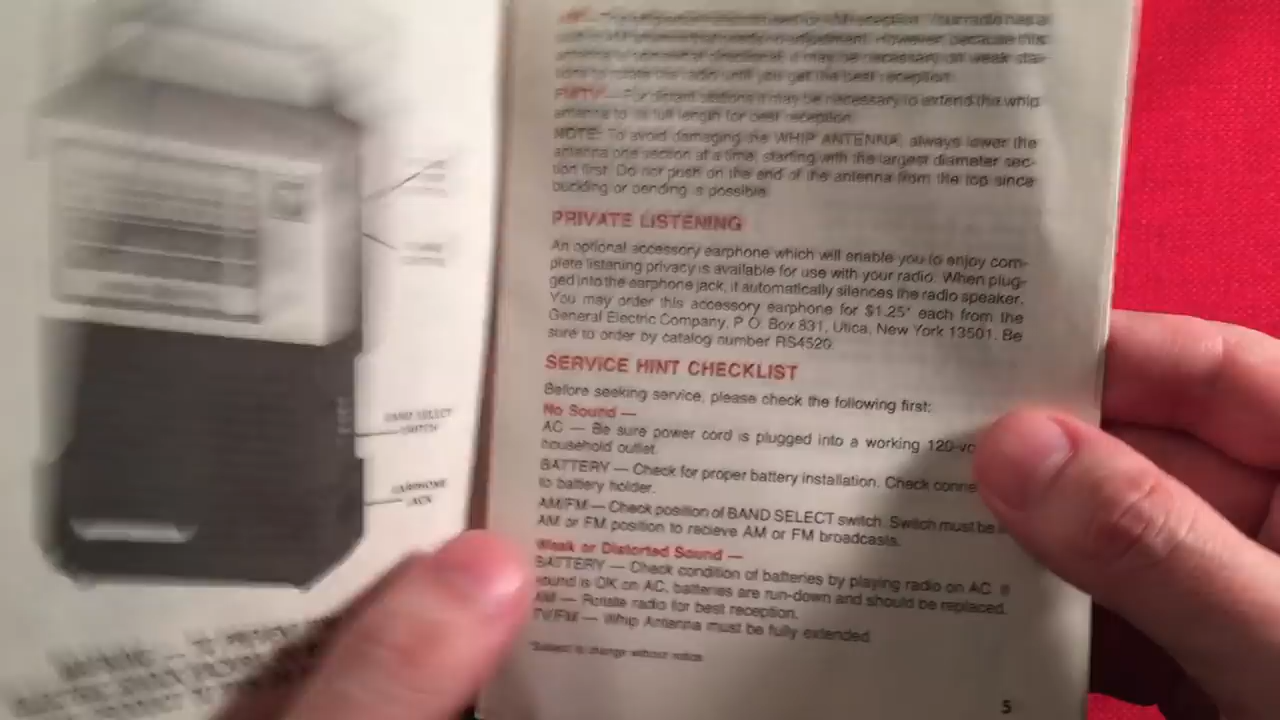 BAND SELECT
SWITCH
EARPHONE
JACK
adjustment. However, because this
it may be necessary on weak sta-
tions to rotate the radio until you get the best reception.
FM/TV — For distant stations it may be necessary to extend the whip
antenna to its full length for best reception.
NOTE: To avoid damaging the WHIP ANTENNA, always lower the
antenna one section at a time, starting with the largest diameter sec-
tion first. Do not push on the end of the antenna from the top since
buckling or bending is possible.
PRIVATE LISTENING
An optional accessory earphone which will enable you to enjoy com-
plete listening privacy is available for use with your radio. When plug-
ged into the earphone jack, it automatically silences the radio speaker.
You may order this accessory earphone for $1.25* each from the
General Electric Company, P.O. Box 831, Utica, New York 13501. Be
sure to order by catalog number RS4520.
SERVICE HINT CHECKLIST
Before seeking service, please check the following first:
No Sound —
AC — Be sure power cord is plugged into a working 120-vo
household outlet.
BATTERY — Check for proper battery installation. Check conne
to battery holder.
AM/FM — Check position of BAND SELECT switch. Switch must be
AM or FM position to recieve AM or FM broadcasts.
Weak or Distorted Sound —
BATTERY — Check condition of batteries by playing radio on AC. If
sound is OK on AC, batteries are run-down and should be replaced.
AM — Rotate radio for best reception.
TV/FM — Whip Antenna must be fully extended.
*Subject to change without notice.
5